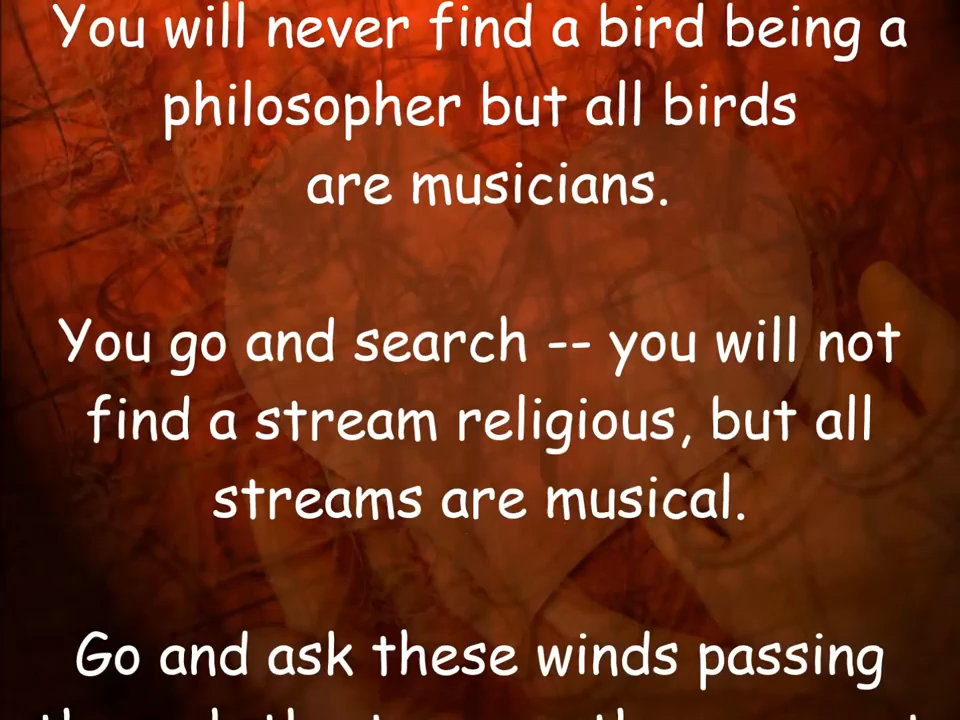 You will never find a bird being a
philosopher but all birds
are musicians.
You go and search -- you will not
find a stream religious, but all
streams are musical.
Go and ask these winds passing